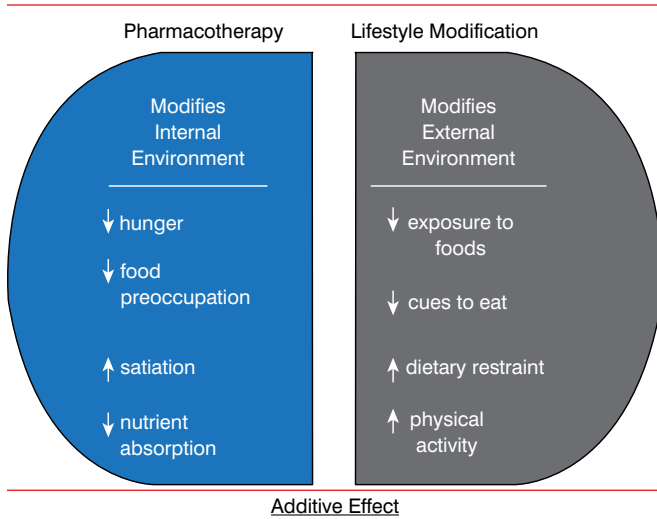 Pharmacotherapy
Modifies
Internal
Environment
↓ hunger
↓ food
preoccupation
↑ satiation
↓ nutrient
absorption
Lifestyle Modification
Modifies
External
Environment
↓ exposure to
foods
↓ cues to eat
↑ dietary restraint
↑ physical
activity
Additive Effect